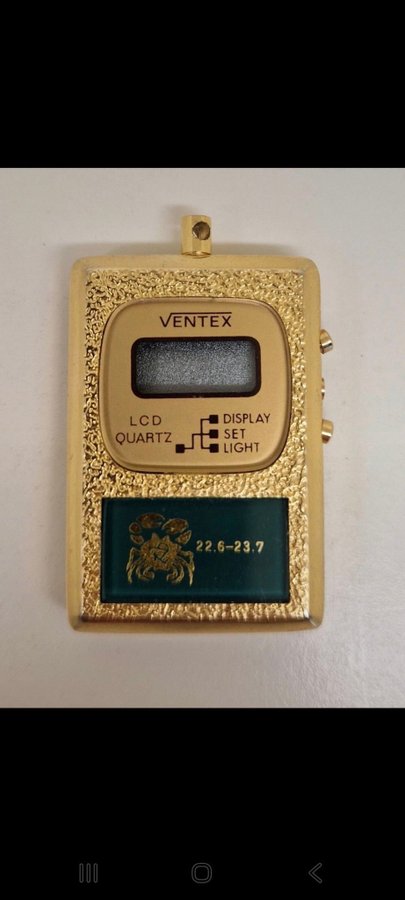 VENTEX
LCD
QUARTZ
DISPLAY
SET
LIGHT
22.6-23.7